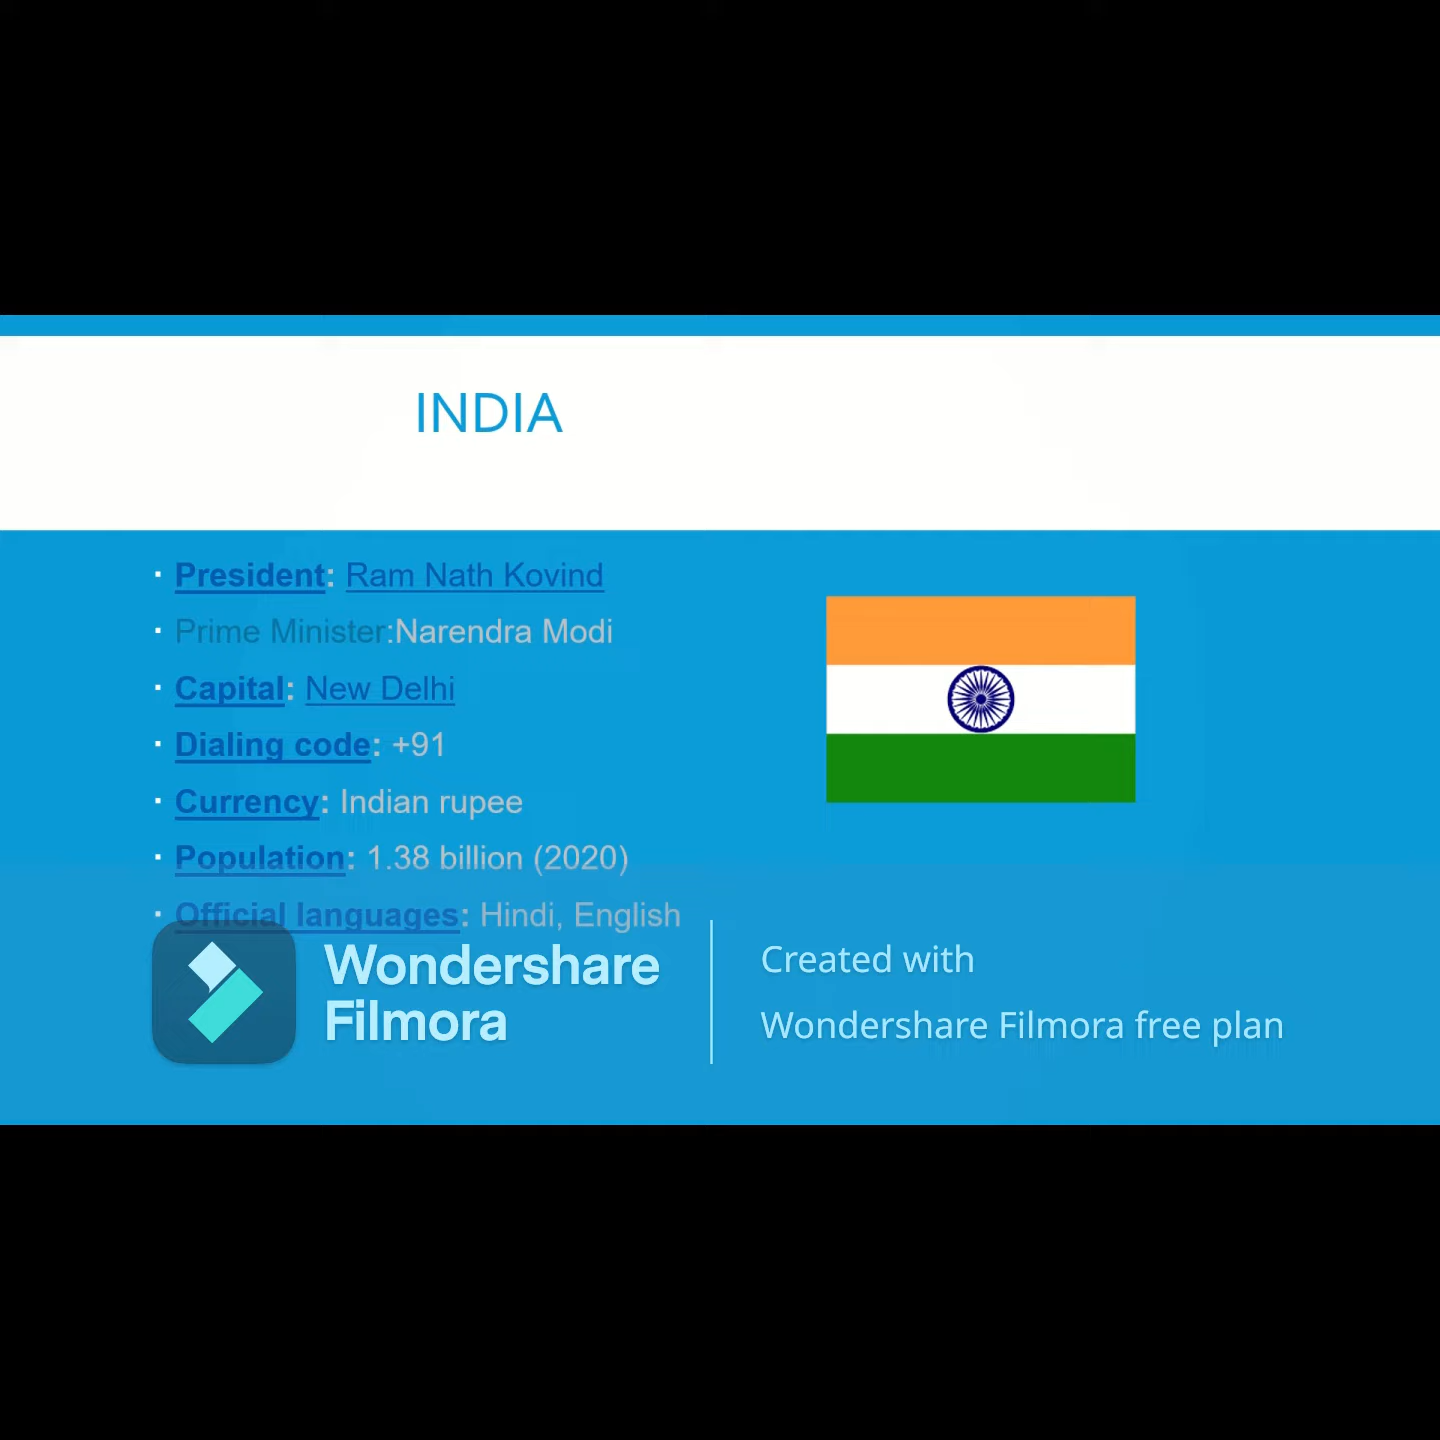 INDIA
· President: Ram Nath Kovind
· Prime Minister:Narendra Modi
· Capital: New Delhi
· Dialing code: +91
· Currency: Indian rupee
· Population: 1.38 billion (2020)
· Official languages: Hindi, English
Wondershare
Filmora
Created with
Wondershare Filmora free plan